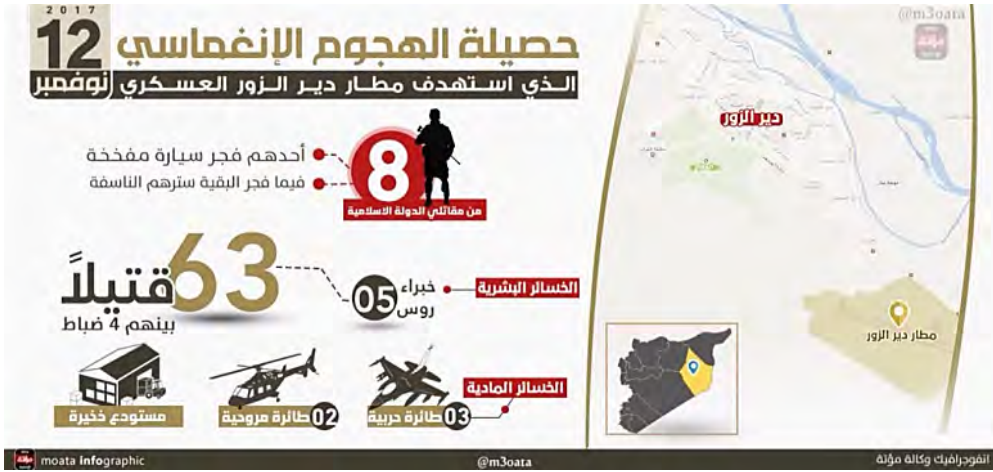 2017
12
نوفمبر
حصيلة الهجوم الإنغماسي
الذي استهدف مطار دير الزور العسكري
8
من مقاتلي الدولة الاسلامية
أحدهم فجر سيارة مفخخة
فيما فجر البقية سترهم الناسفة
الخسائر البشرية
خبراء روس 05
63 قتيلاً
بينهم 4 ضباط
الخسائر المادية
03 طائرة حربية
02 طائرة مروحية
مستودع ذخيرة
@m3oata
مؤتة
دير الزور
مطار دير الزور
moata infographic
@m3oata
انفوجرافيك وكالة مؤتة